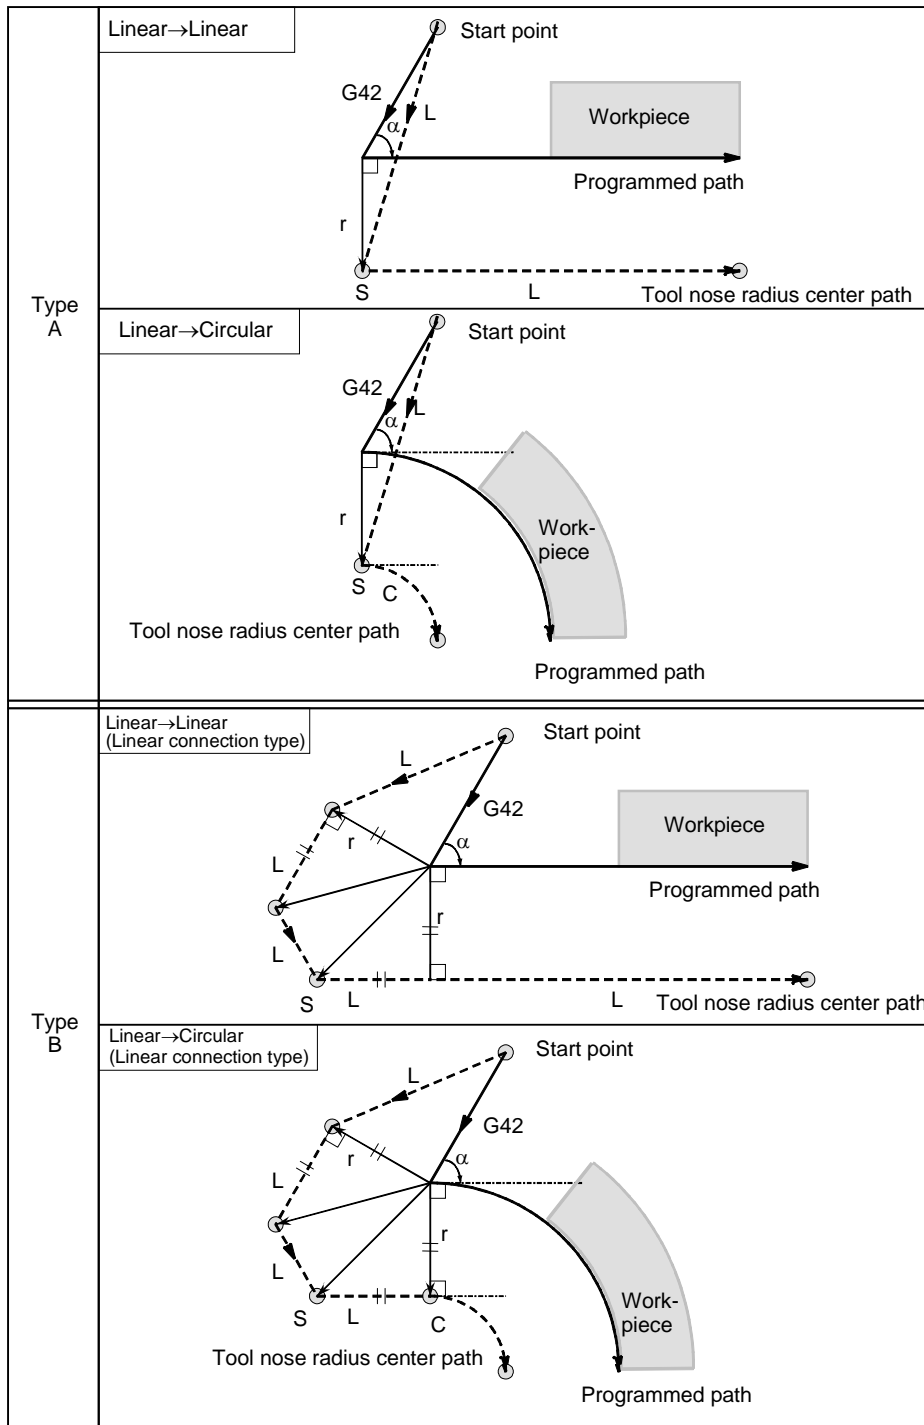 Type
A
Linear→Linear
Start point
G42
L
α
Workpiece
Programmed path
r
S
L
Tool nose radius center path
Linear→Circular
Start point
G42
L
α
r
Work-
piece
S
C
Tool nose radius center path
Programmed path
Type
B
Linear→Linear
(Linear connection type)
Start point
L
G42
Workpiece
r
α
L
Programmed path
r
L
S
L
L
Tool nose radius center path
Linear→Circular
(Linear connection type)
Start point
L
G42
r
α
L
r
L
Work-
piece
S
L
C
Tool nose radius center path
Programmed path